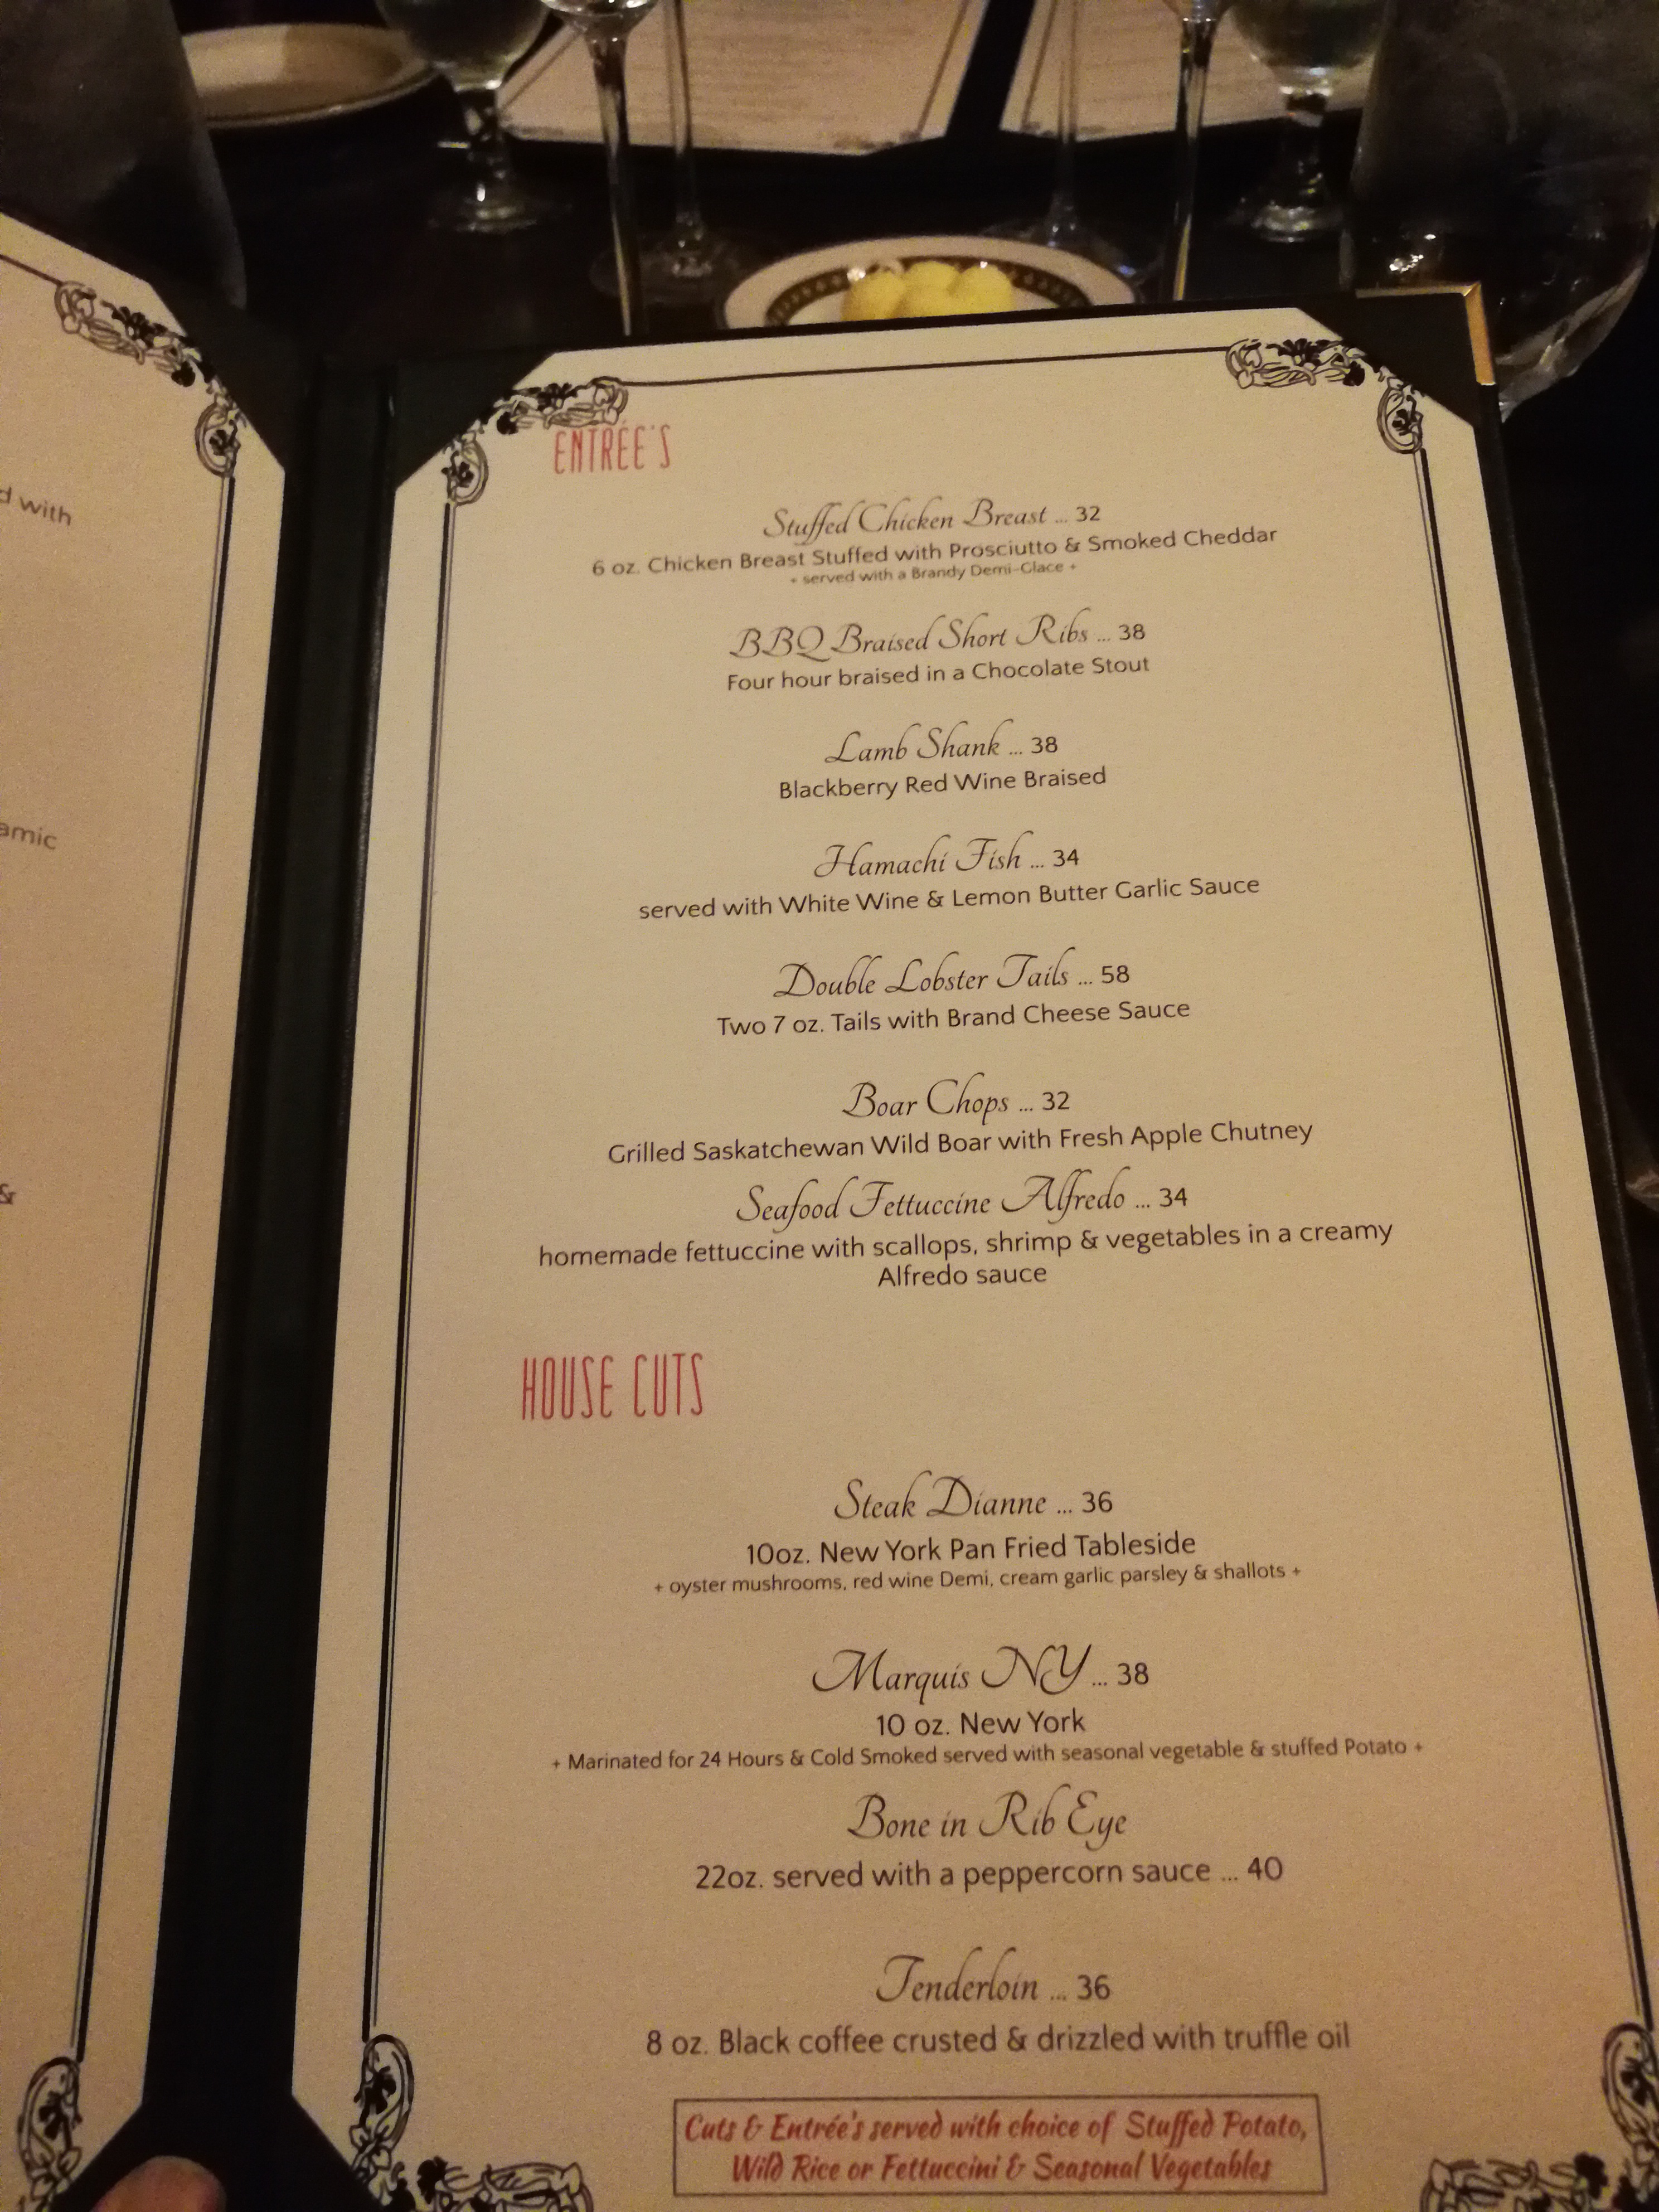 d with
amic
&
ENTRÉE'S
Stuffed Chicken Breast ... 32
6 oz. Chicken Breast Stuffed with Prosciutto & Smoked Cheddar
+ served with a Brandy Demi-Glace +
BBQ Braised Short Ribs ... 38
Four hour braised in a Chocolate Stout
Lamb Shank ... 38
Blackberry Red Wine Braised
Hamachi Fish ... 34
served with White Wine & Lemon Butter Garlic Sauce
Double Lobster Tails ... 58
Two 7 oz. Tails with Brand Cheese Sauce
Boar Chops ... 32
Grilled Saskatchewan Wild Boar with Fresh Apple Chutney
Seafood Fettuccine Alfredo ... 34
homemade fettuccine with scallops, shrimp & vegetables in a creamy
Alfredo sauce
HOUSE CUTS
Steak Dianne ... 36
10oz. New York Pan Fried Tableside
+ oyster mushrooms, red wine Demi, cream garlic parsley & shallots +
Marquis NY ... 38
10 oz. New York
+ Marinated for 24 Hours & Cold Smoked served with seasonal vegetable & stuffed Potato +
Bone in Rib Eye
22oz. served with a peppercorn sauce ... 40
Tenderloin ... 36
8 oz. Black coffee crusted & drizzled with truffle oil
Cuts & Entrée's served with choice of Stuffed Potato,
Wild Rice or Fettuccini & Seasonal Vegetables